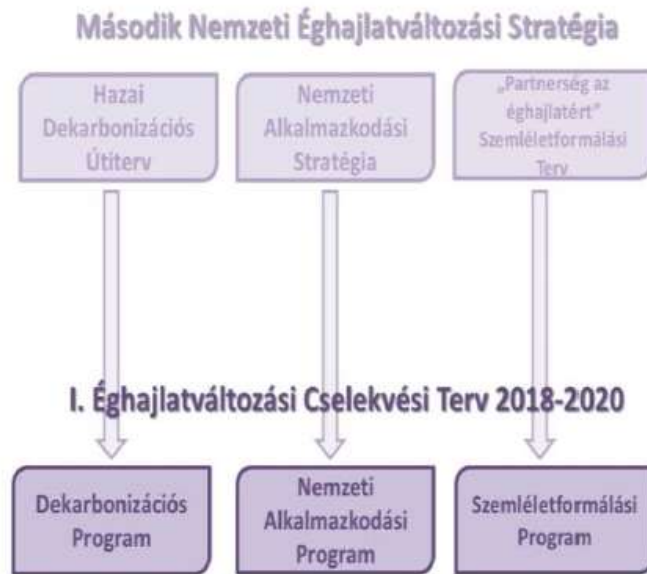 Második Nemzeti Éghajlatváltozási Stratégia
Hazai
Dekarbonizációs
Útiterv
Nemzeti
Alkalmazkodási
Stratégia
„Partnerség az
éghajlatért”
Szemléletformálási
Terv
I. Éghajlatváltozási Cselekvési Terv 2018-2020
Dekarbonizációs
Program
Nemzeti
Alkalmazkodási
Program
Szemléletformálási
Program